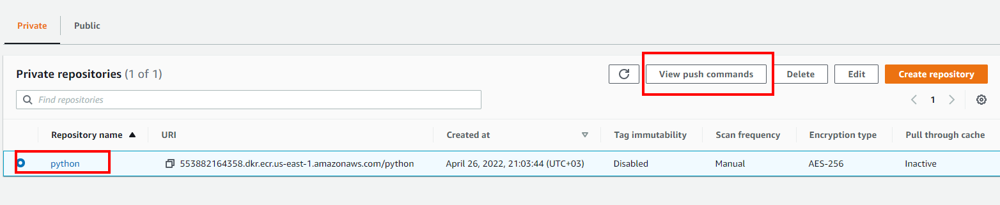 Private Public
Private repositories (1 of 1) View push commands Delete Edit Create repository
Find repositories 1
Repository name URI Created at Tag immutability Scan frequency Encryption type Pull through cache
python 553882164358.dkr.ecr.us-east-1.amazonaws.com/python April 26, 2022, 21:03:44 (UTC+03) Disabled Manual AES-256 Inactive